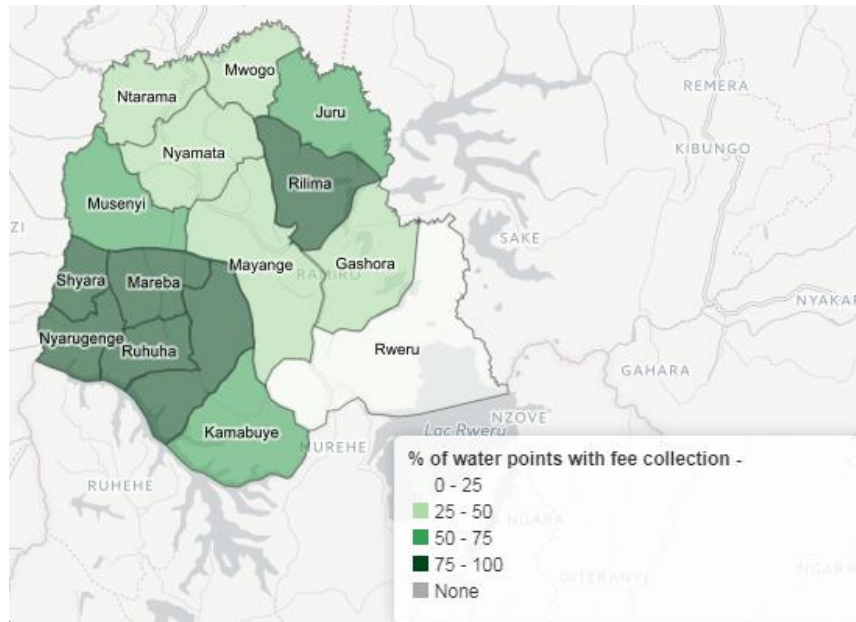 Mwogo
Ntarama
Juru
REMERA
Nyamata
KIBUNGO
Rilima
Musenyi
ZI
SAKE
Gashora
Mayange
RAMIRO
Shyara
Mareba
NYAKAR
Nyarugenge
Ruhuha
Rweru
GAHARA
NZOVE
Kamabuye
Lac Rweru
MUREHE
RUHEHE
% of water points with fee collection -
0 - 25
25 - 50
50 - 75
75 - 100
None
NGARA
GITERANYI
NGARA